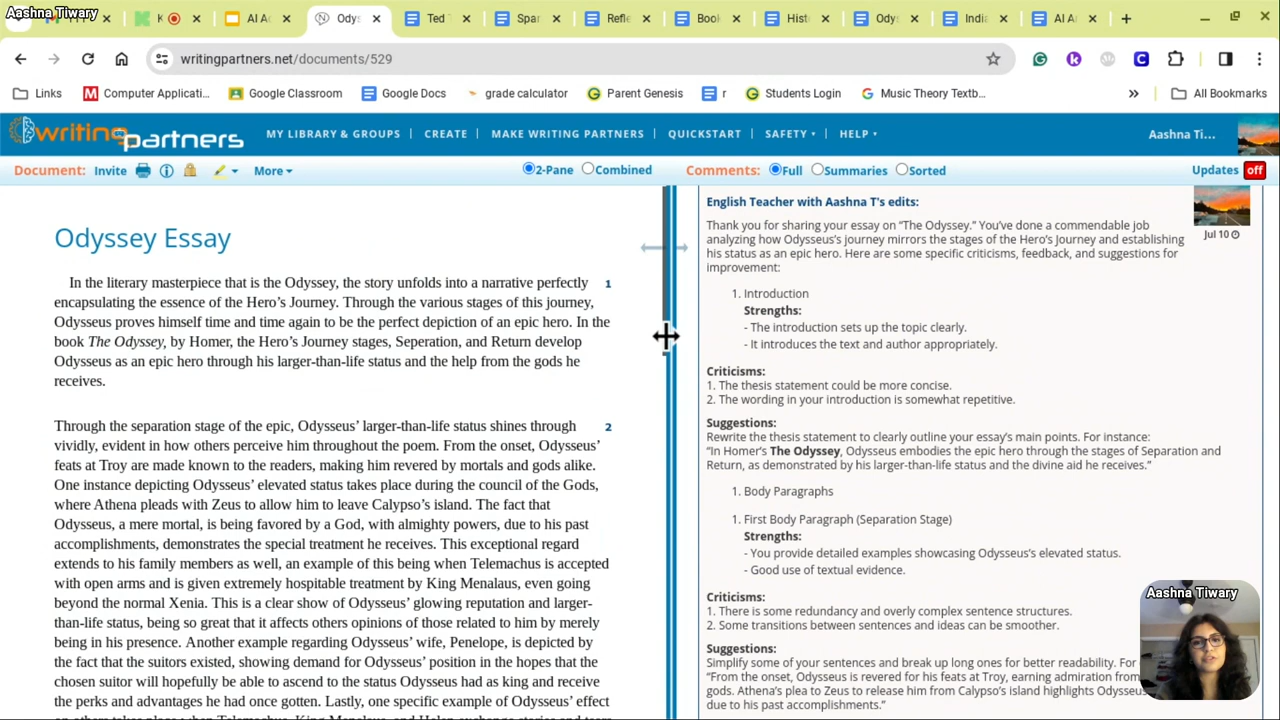 Aashna Tiwary
K
AI A
Odys
Ted
Spar
Refle
Book
Hist
Odys
India
AI A
writingpartners.net/documents/529
Links
Computer Applicati...
Google Classroom
Google Docs
grade calculator
Parent Genesis
r
Students Login
Music Theory Textb...
»
All Bookmarks
writingpartners
MY LIBRARY & GROUPS
CREATE
MAKE WRITING PARTNERS
QUICKSTART
SAFETY
HELP
Aashna Ti...
Document:
Invite
More
2-Pane
Combined
Comments:
Full
Summaries
Sorted
Updates
off
Odyssey Essay
In the literary masterpiece that is the Odyssey, the story unfolds into a narrative perfectly
1
encapsulating the essence of the Hero’s Journey. Through the various stages of this journey,
Odysseus proves himself time and time again to be the perfect depiction of an epic hero. In the
book The Odyssey, by Homer, the Hero’s Journey stages, Seperation, and Return develop
Odysseus as an epic hero through his larger-than-life status and the help from the gods he
receives.
Through the separation stage of the epic, Odysseus’ larger-than-life status shines through
2
vividly, evident in how others perceive him throughout the poem. From the onset, Odysseus’
feats at Troy are made known to the readers, making him revered by mortals and gods alike.
One instance depicting Odysseus’ elevated status takes place during the council of the Gods,
where Athena pleads with Zeus to allow him to leave Calypso’s island. The fact that
Odysseus, a mere mortal, is being favored by a God, with almighty powers, due to his past
accomplishments, demonstrates the special treatment he receives. This exceptional regard
extends to his family members as well, an example of this being when Telemachus is accepted
with open arms and is given extremely hospitable treatment by King Menalaus, even going
beyond the normal Xenia. This is a clear show of Odysseus’ glowing reputation and larger-
than-life status, being so great that it affects others opinions of those related to him by merely
being in his presence. Another example regarding Odysseus’ wife, Penelope, is depicted by
the fact that the suitors existed, showing demand for Odysseus’ position in the hopes that the
chosen suitor will hopefully be able to ascend to the status Odysseus had as king and receive
the perks and advantages he had once gotten. Lastly, one specific example of Odysseus’ effect
on others takes place when Telemachus, King Menalaus, and Helen exchange stories and tears
English Teacher with Aashna T's edits:
Jul 10
Thank you for sharing your essay on “The Odyssey.” You’ve done a commendable job
analyzing how Odysseus’s journey mirrors the stages of the Hero’s Journey and establishing
his status as an epic hero. Here are some specific criticisms, feedback, and suggestions for
improvement:
1. Introduction
Strengths:
- The introduction sets up the topic clearly.
- It introduces the text and author appropriately.
Criticisms:
1. The thesis statement could be more concise.
2. The wording in your introduction is somewhat repetitive.
Suggestions:
Rewrite the thesis statement to clearly outline your essay’s main points. For instance:
“In Homer’s The Odyssey, Odysseus embodies the epic hero through the stages of Separation and
Return, as demonstrated by his larger-than-life status and the divine aid he receives.”
1. Body Paragraphs
1. First Body Paragraph (Separation Stage)
Strengths:
- You provide detailed examples showcasing Odysseus’s elevated status.
- Good use of textual evidence.
Criticisms:
1. There is some redundancy and overly complex sentence structures.
2. Some transitions between sentences and ideas can be smoother.
Suggestions:
Simplify some of your sentences and break up long ones for better readability. For
“From the onset, Odysseus is revered for his feats at Troy, earning admiration from
gods. Athena’s plea to Zeus to release him from Calypso’s island highlights Odysseus
due to his past accomplishments.”
Aashna Tiwary